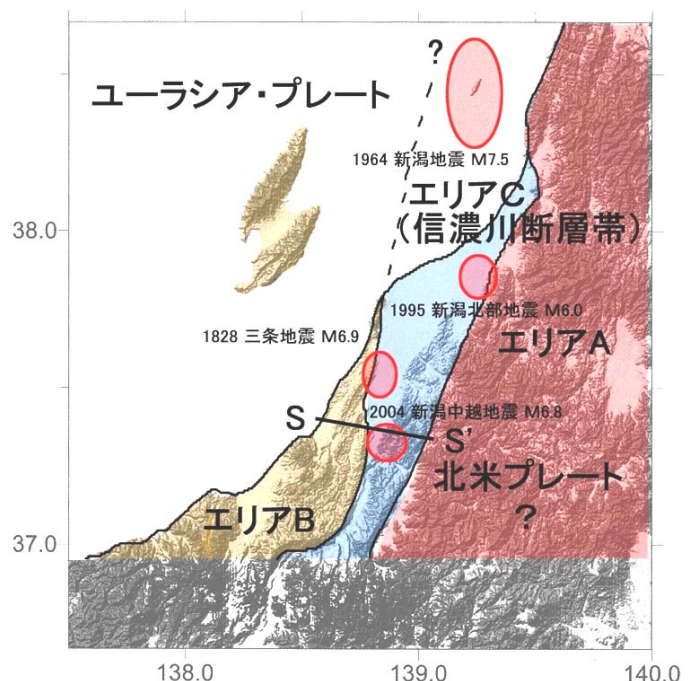 ?
ユーラシア・プレート
1964 新潟地震 M7.5
エリアC
(信濃川断層帯)
38.0
1995 新潟北部地震 M6.0
1828 三条地震 M6.9
エリアA
2004 新潟中越地震 M6.8
S
S'
北米プレート
?
エリアB
37.0
138.0
139.0
140.0